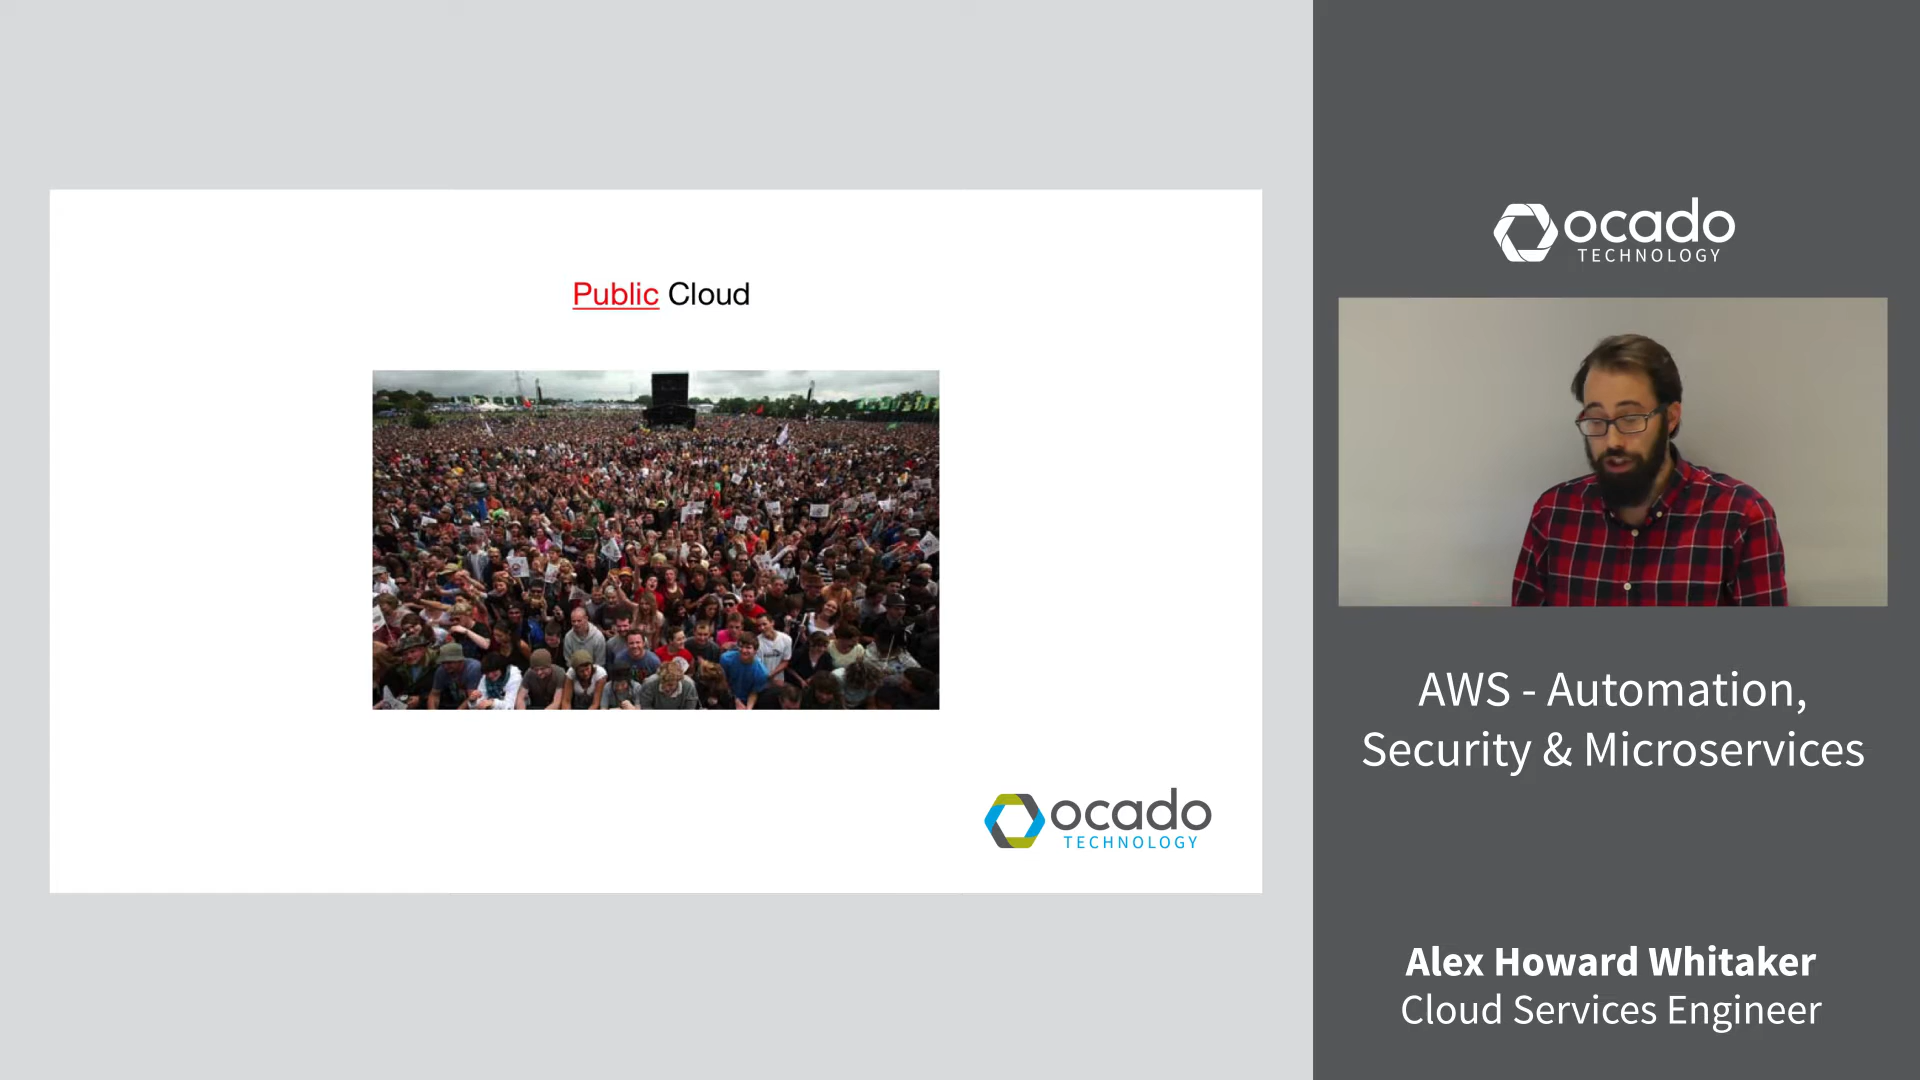 Public Cloud
ocado
TECHNOLOGY
ocado
TECHNOLOGY
AWS - Automation,
Security & Microservices
Alex Howard Whitaker
Cloud Services Engineer